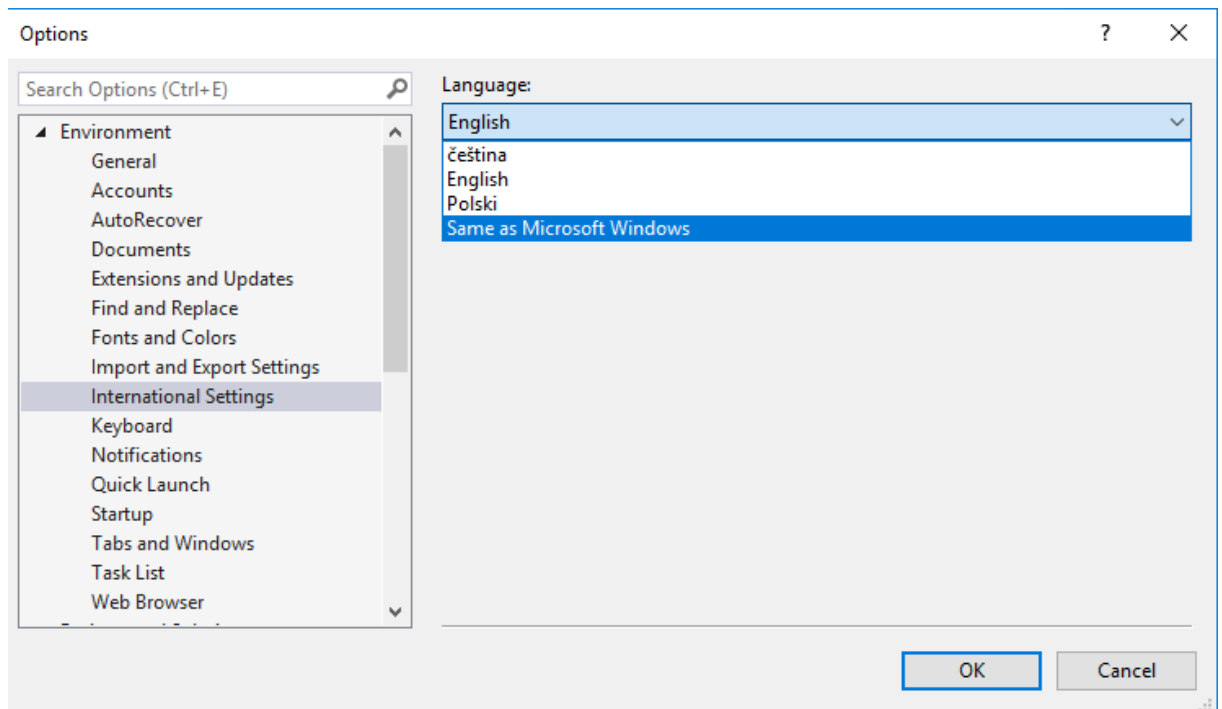 Options
?
Search Options (Ctrl+E)
Environment
General
Accounts
AutoRecover
Documents
Extensions and Updates
Find and Replace
Fonts and Colors
Import and Export Settings
International Settings
Keyboard
Notifications
Quick Launch
Startup
Tabs and Windows
Task List
Web Browser
Language:
English
čeština
English
Polski
Same as Microsoft Windows
OK
Cancel